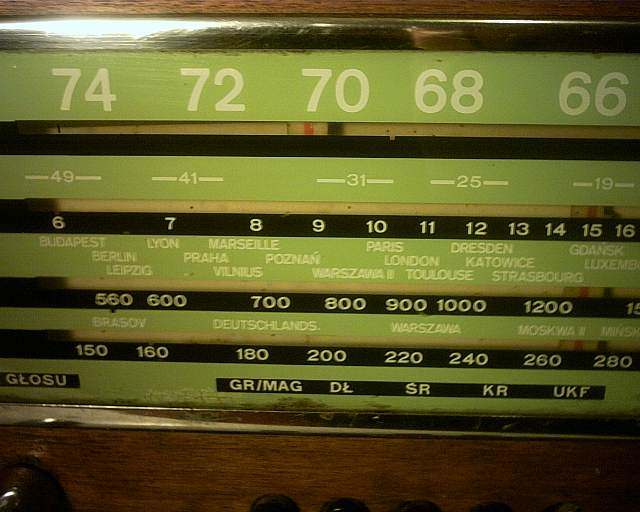 74 72 70 68 66
49 41 31 25 19
6 7 8 9 10 11 12 13 14 15 16
BUDAPEST LYON MARSEILLE PARIS DRESDEN GDAŃSK
BERLIN PRAHA POZNAŃ LONDON KATOWICE LUXEMB
LEIPZIG VILNIUS WARSZAWA II TOULOUSE STRASBOURG
560 600 700 800 900 1000 1200 15
BRASOV DEUTSCHLANDS. WARSZAWA MOSKWA II MIŃSK
150 160 180 200 220 240 260 280
GŁOSU GR/MAG DŁ ŚR KR UKF